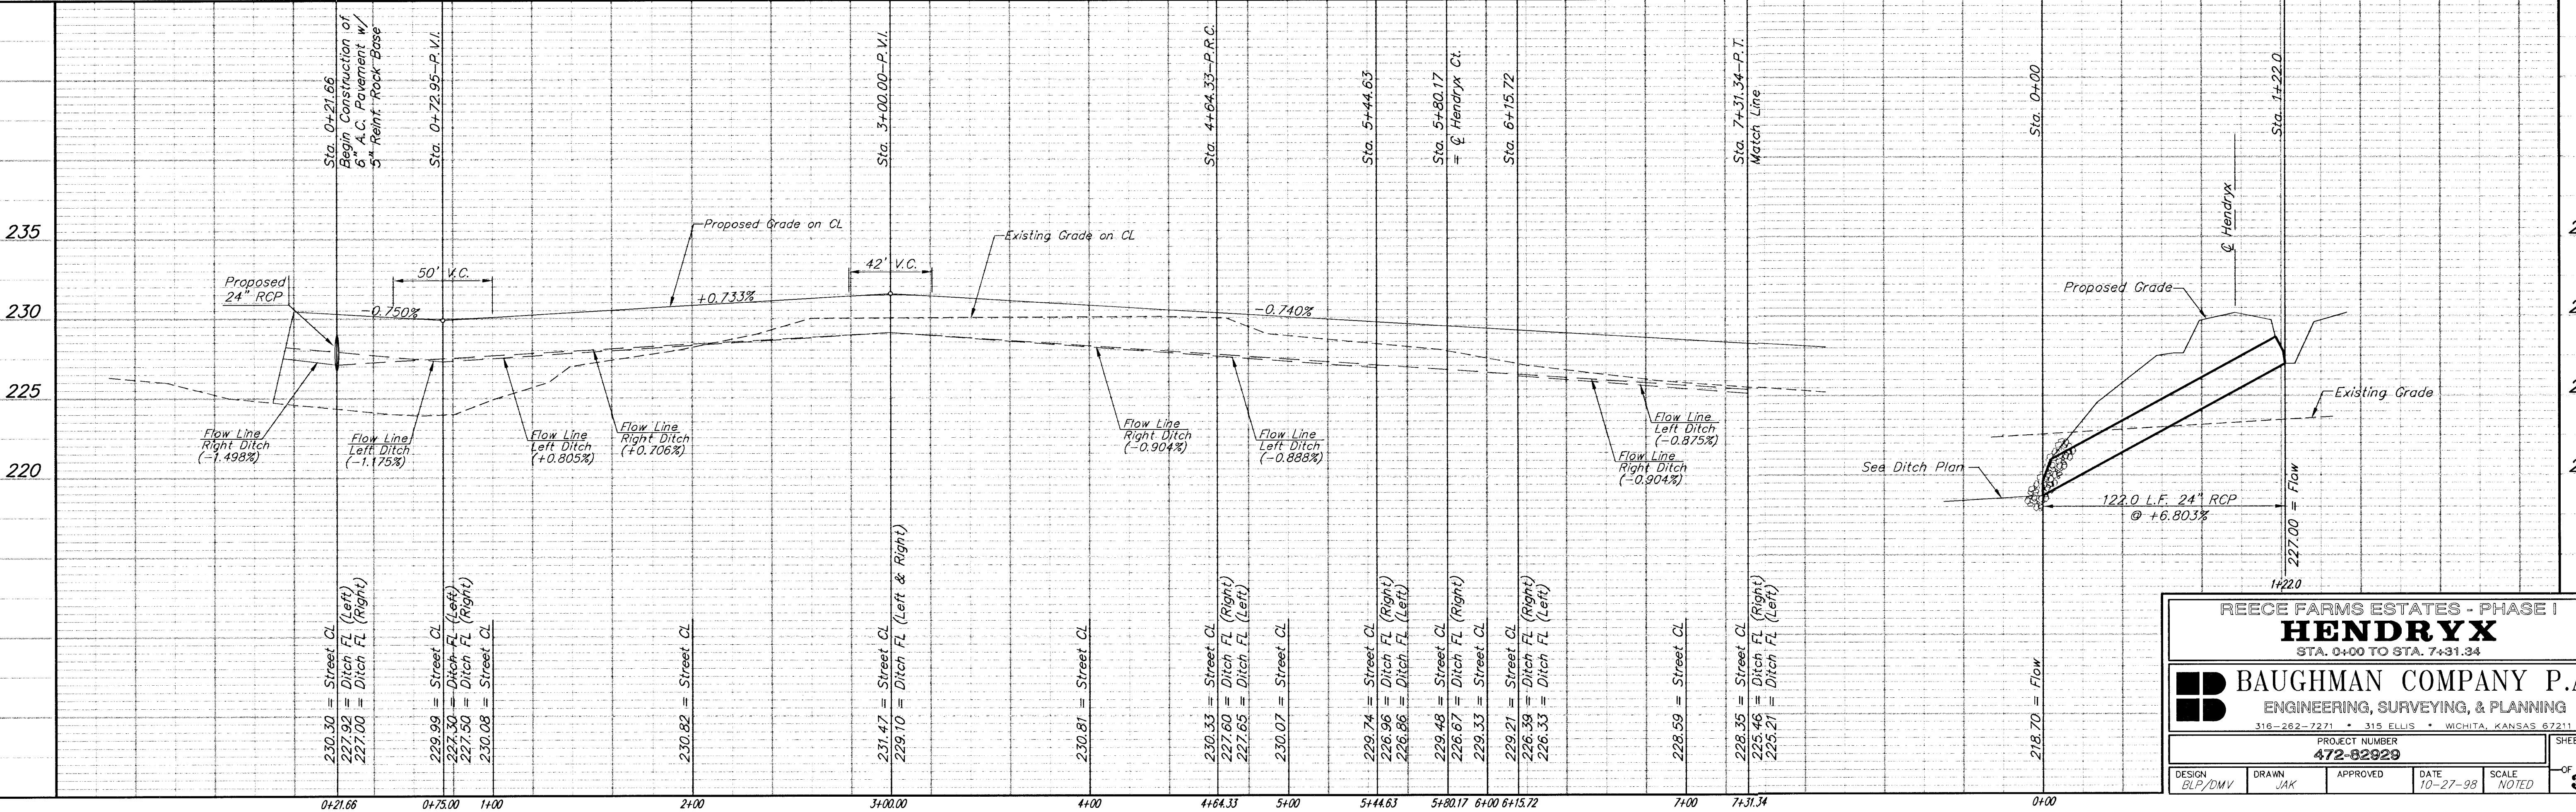 Sta. 0+21.66
Begin Construction of
6" A.C. Pavement w/
5" Reinf. Rock Base
Sta. 0+72.95-P.V.I.
Sta. 3+00.00-P.V.I.
Sta. 4+64.33-P.R.C.
Sta. 5+44.63
Sta. 5+80.17
= ℄ Hendryx Ct.
Sta. 6+15.72
Sta. 7+31.34-P.T.
Match Line
Sta. 0+00
℄ Hendryx
Sta. 1+22.0
235
230
225
220
Proposed
24" RCP
50' V.C.
-0.750%
Proposed Grade on CL
+0.733%
42' V.C.
Existing Grade on CL
-0.740%
Flow Line
Right Ditch
(-1.498%)
Flow Line
Left Ditch
(-1.175%)
Flow Line
Left Ditch
(+0.805%)
Flow Line
Right Ditch
(+0.706%)
Flow Line
Right Ditch
(-0.904%)
Flow Line
Left Ditch
(-0.888%)
Flow Line
Right Ditch
(-0.904%)
Flow Line
Left Ditch
(-0.875%)
Proposed Grade
Existing Grade
See Ditch Plan
122.0 L.F. 24" RCP
@ +6.803%
227.00 = Flow
1+22.0
218.70 = Flow
230.30 = Street CL
227.92 = Ditch FL (Left)
227.00 = Ditch FL (Right)
229.99 = Street CL
227.30 = Ditch FL (Left)
227.50 = Ditch FL (Right)
230.08 = Street CL
230.82 = Street CL
231.47 = Street CL
229.10 = Ditch FL (Left & Right)
230.81 = Street CL
230.33 = Street CL
227.60 = Ditch FL (Right)
227.65 = Ditch FL (Left)
230.07 = Street CL
229.74 = Street CL
226.96 = Ditch FL (Right)
226.86 = Ditch FL (Left)
229.48 = Street CL
226.67 = Ditch FL (Right)
229.33 = Street CL
229.21 = Street CL
226.39 = Ditch FL (Right)
226.33 = Ditch FL (Left)
228.59 = Street CL
228.35 = Street CL
225.46 = Ditch FL (Right)
225.21 = Ditch FL (Left)
0+21.66 0+75.00 1+00 2+00 3+00.00 4+00 4+64.33 5+00 5+44.63 5+80.17 6+00 6+15.72 7+00 7+31.34 0+00
REECE FARMS ESTATES - PHASE I
HENDRYX
STA. 0+00 TO STA. 7+31.34
BAUGHMAN COMPANY P.A
ENGINEERING, SURVEYING, & PLANNING
316-262-7271 * 315 ELLIS * WICHITA, KANSAS 67211
PROJECT NUMBER
472-82929
DESIGN
BLP/DMV
DRAWN
JAK
APPROVED
DATE
10-27-98
SCALE
NOTED
OF